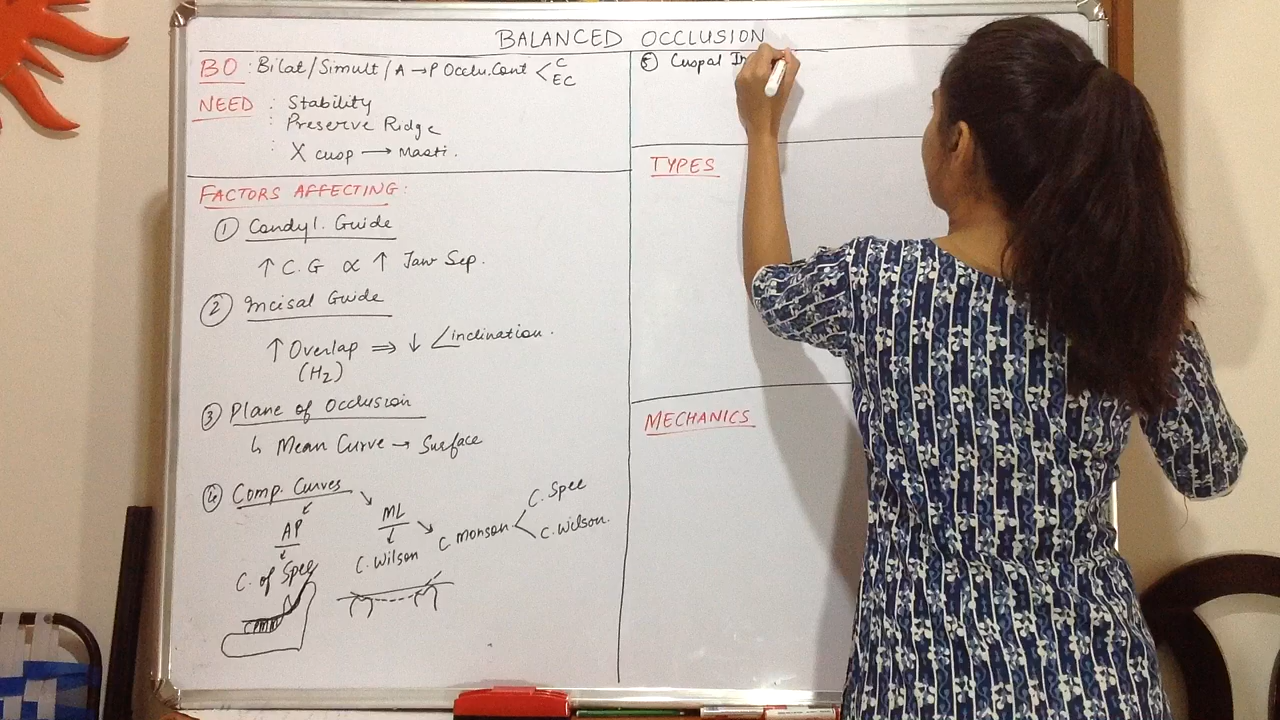 BALANCED OCCLUSION
BO : Bilat/Simult/A → P Occlu. Cont < C
EC
NEED : Stability
: Preserve Ridge
: X cusp → Masti.
FACTORS AFFECTING:
① Condyl. Guide
↑ C.G ∝ ↑ Jaw Sep.
② Incisal Guide
↑ Overlap ⇒ ↓ ∠inclination.
(H2)
③ Plane of Occlusion
↳ Mean Curve → Surface
④ Comp. Curves
AP
C. of Spee
ML
C. Wilson
C monson
C. Spee
C. Wilson.
⑤ Cuspal In
TYPES
MECHANICS